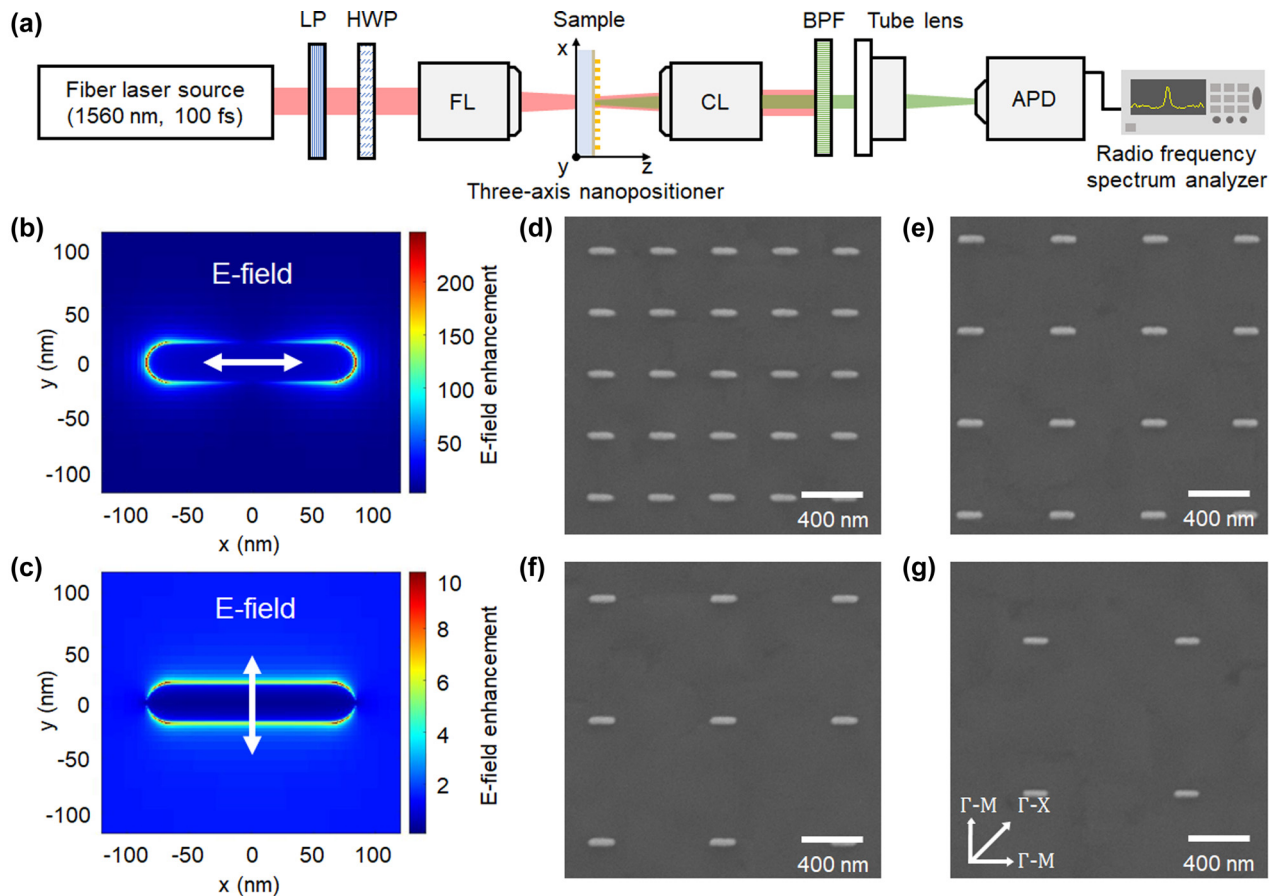 (a)
LP
HWP
Sample
BPF
Tube lens
Fiber laser source
(1560 nm, 100 fs)
FL
x
y
z
CL
APD
Three-axis nanopositioner
Radio frequency
spectrum analyzer
(b)
E-field
100
50
0
-50
-100
y (nm)
-100
-50
0
50
100
x (nm)
200
150
100
50
E-field enhancement
(c)
E-field
100
50
0
-50
-100
y (nm)
-100
-50
0
50
100
x (nm)
10
8
6
4
2
E-field enhancement
(d)
400 nm
(e)
400 nm
(f)
400 nm
(g)
Γ-M
Γ-X
Γ-M
400 nm